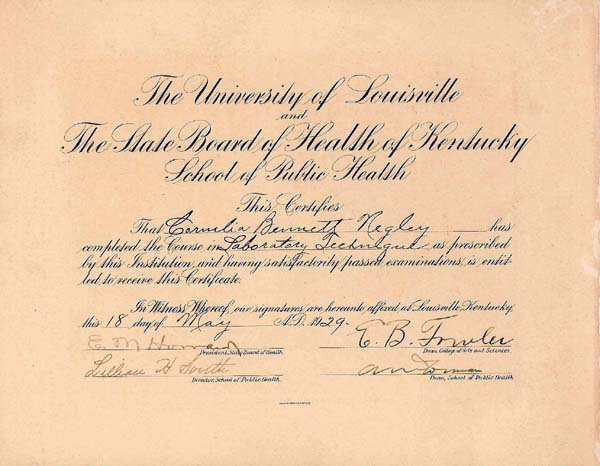 The University of Louisville
and
The State Board of Health of Kentucky
School of Public Health
This Certifies
That Cornelia Bennett Negley has
completed the Course in Laboratory Technique as prescribed
by this Institution, and having satisfactorily passed examinations, is entit-
led to receive this Certificate.
In Witness Whereof, our signatures are hereunto affixed at Louisville, Kentucky,
this 18 day of May A.D. 1929.
E. M. Howard E. B. Fowler
President, State Board of Health. Dean, College of Arts and Sciences.
Lillian H South
Director, School of Public Health. Dean, School of Public Health